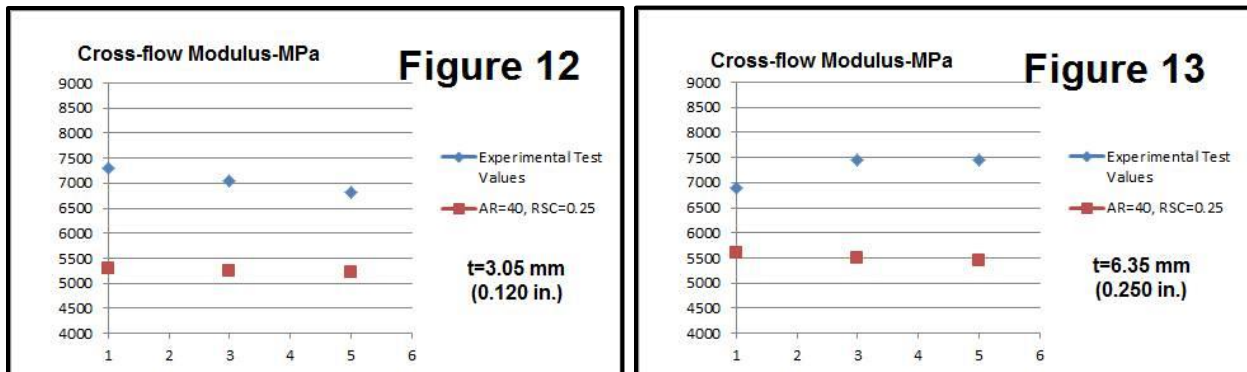 Cross-flow Modulus-MPa
Figure 12
9000
8500
8000
7500
7000
6500
6000
5500
5000
4500
4000
1 2 3 4 5 6
Experimental Test
Values
AR=40, RSC=0.25
t=3.05 mm
(0.120 in.)
Cross-flow Modulus-MPa
Figure 13
9000
8500
8000
7500
7000
6500
6000
5500
5000
4500
4000
1 2 3 4 5 6
Experimental Test
Values
AR=40, RSC=0.25
t=6.35 mm
(0.250 in.)